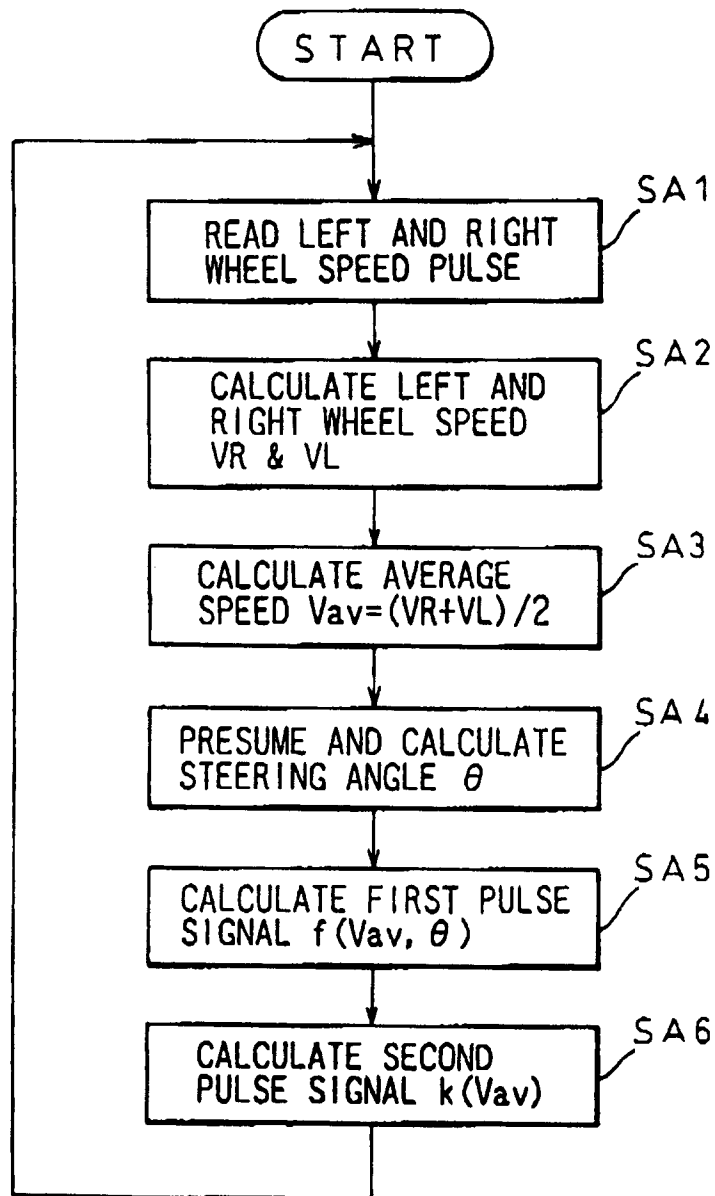 START
SA1
READ LEFT AND RIGHT
WHEEL SPEED PULSE
SA2
CALCULATE LEFT AND
RIGHT WHEEL SPEED
VR & VL
SA3
CALCULATE AVERAGE
SPEED Vav=(VR+VL)/2
SA4
PRESUME AND CALCULATE
STEERING ANGLE θ
SA5
CALCULATE FIRST PULSE
SIGNAL f(Vav, θ)
SA6
CALCULATE SECOND
PULSE SIGNAL k(Vav)